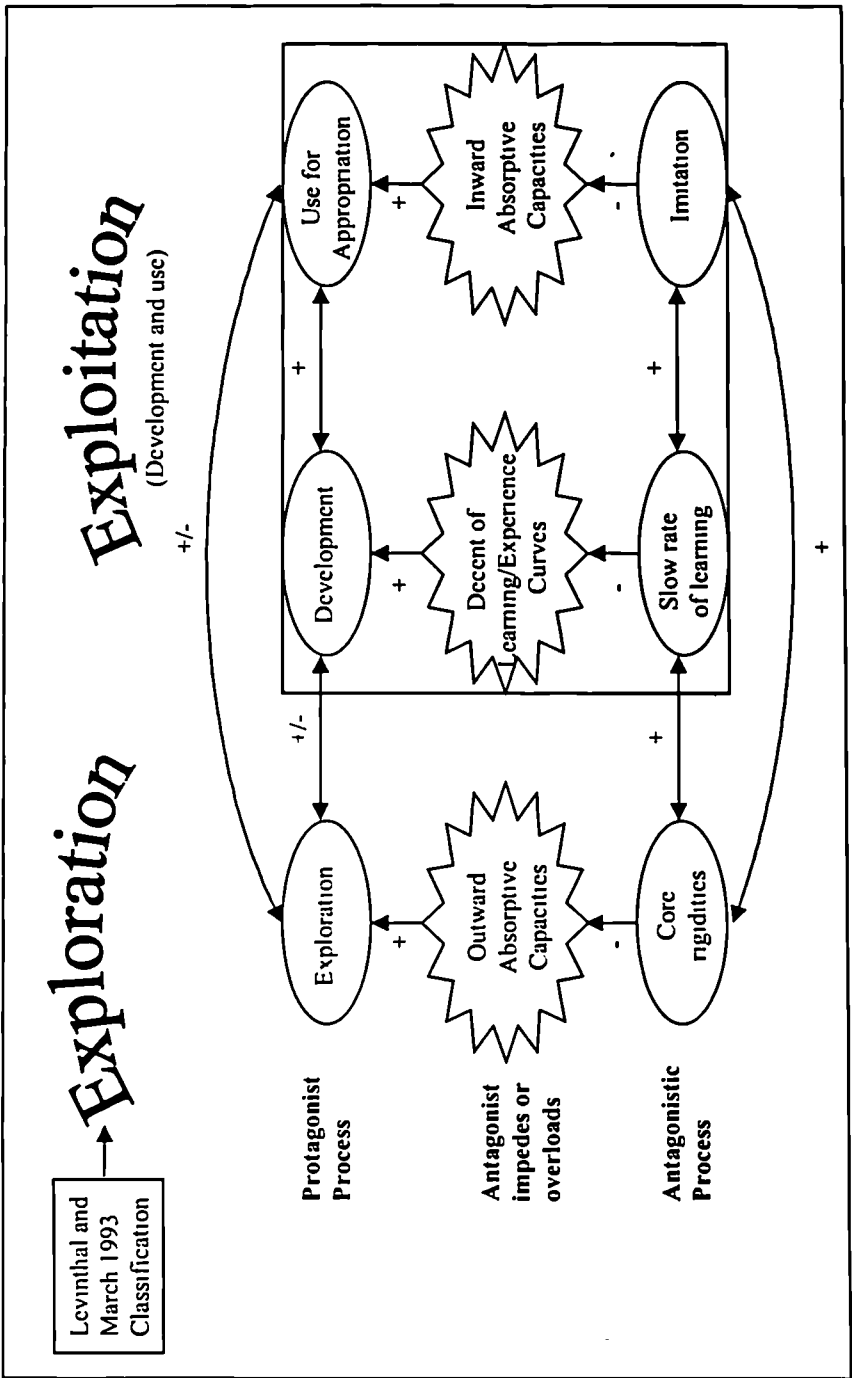 Levinthal and
March 1993
Classification
Exploration
Exploitation
(Development and use)
+/-
Protagonist
Process
Exploration
+/-
Development
+
Use for
Appropriation
+
+
+
Antagonist
impedes or
overloads
Outward
Absorptive
Capacities
Decent of
Learning/Experience
Curves
Inward
Absorptive
Capacities
-
-
-
Antagonistic
Process
Core
rigidities
+
Slow rate
of learning
+
Imitation
+